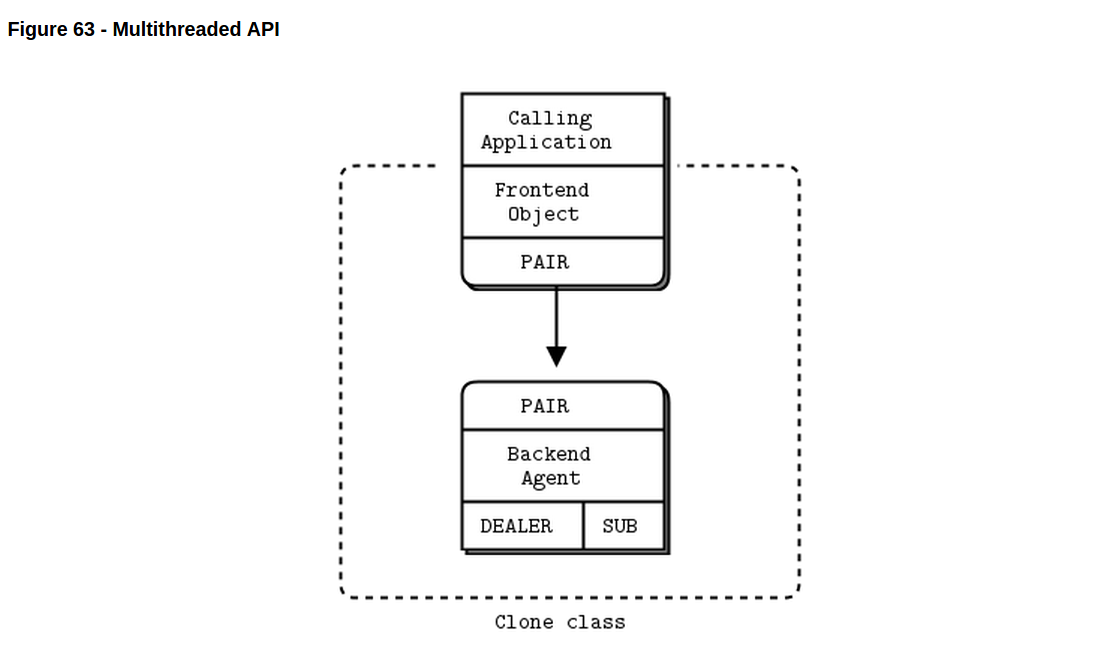 Figure 63 - Multithreaded API
Calling
Application
Frontend
Object
PAIR
PAIR
Backend
Agent
DEALER SUB
Clone class